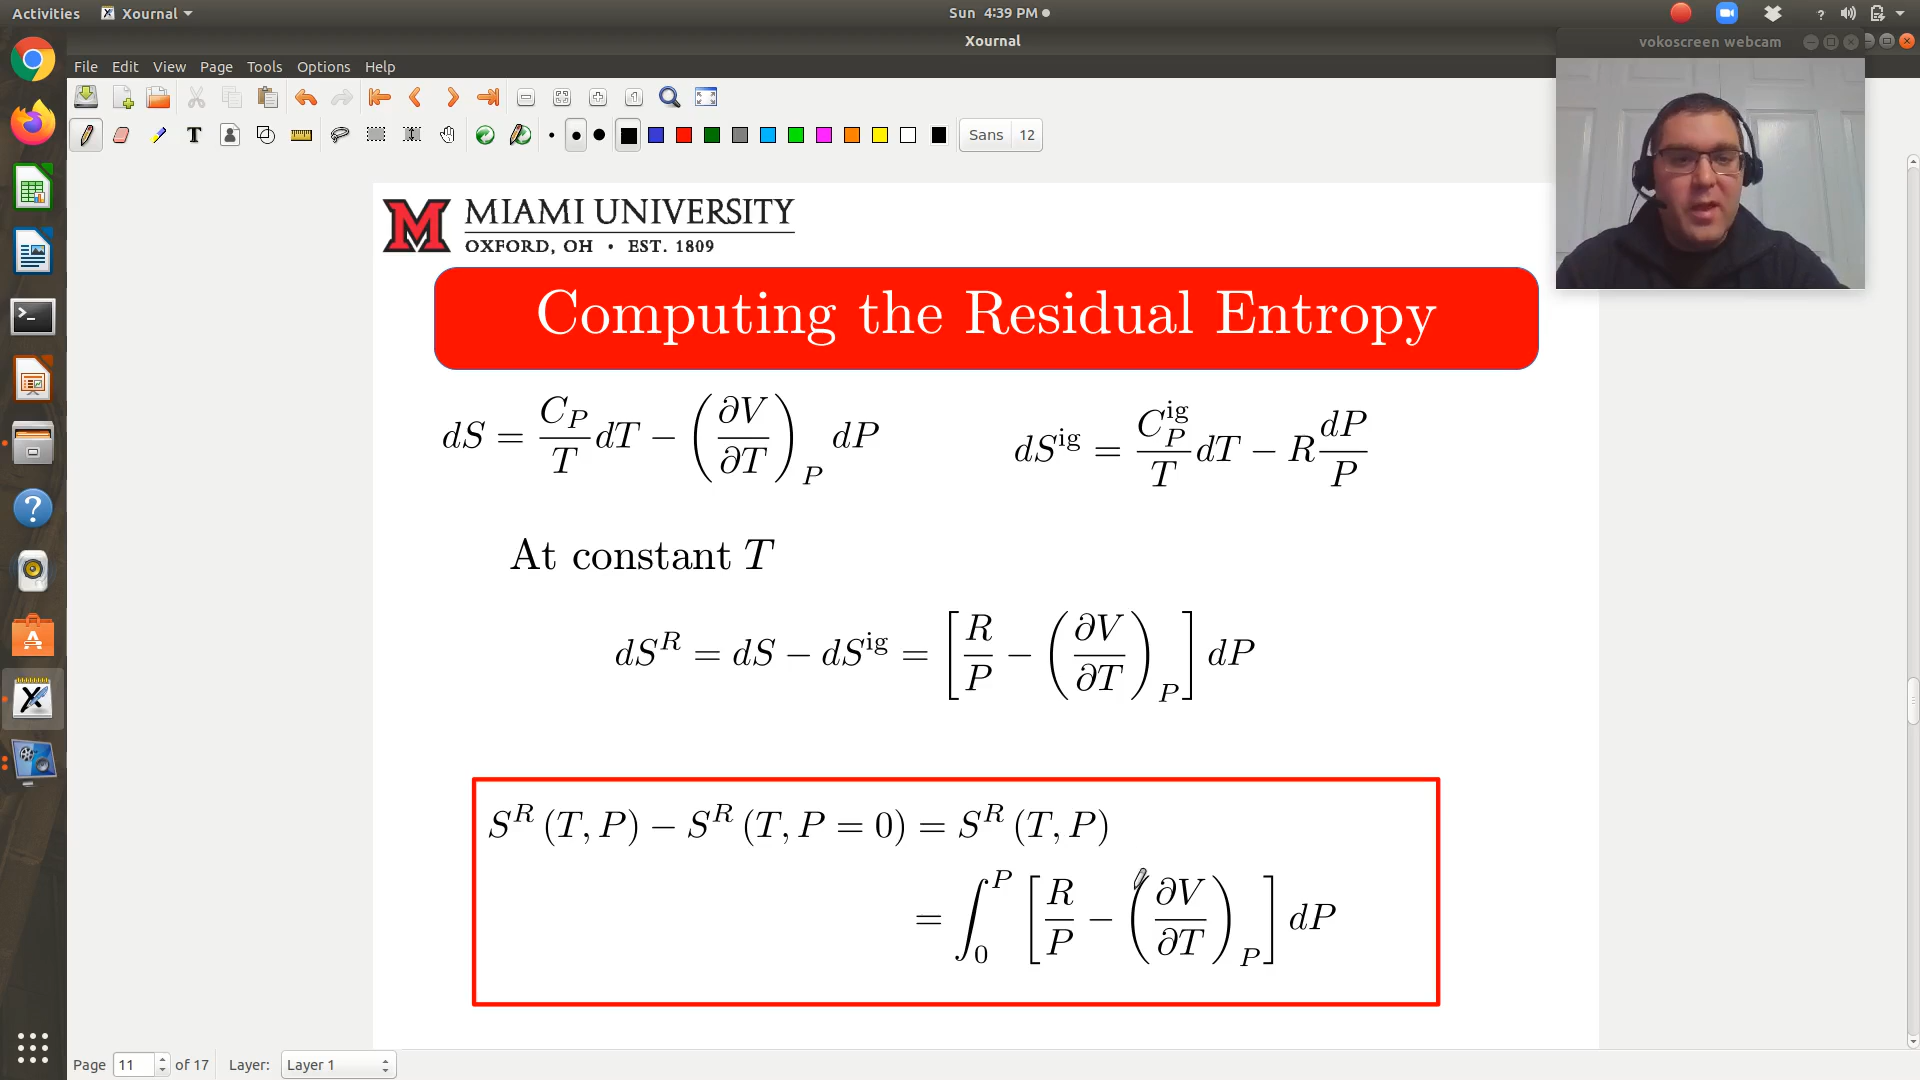 Activities Xournal Sun 4:39 PM ?
Xournal
vokoscreen webcam
File Edit View Page Tools Options Help
T Sans 12
MIAMI UNIVERSITY
OXFORD, OH • EST. 1809
Computing the Residual Entropy
dS = C_P/T dT − (∂V/∂T)_P dP
dS^ig = C_P^ig/T dT − R dP/P
At constant T
dS^R = dS − dS^ig = [R/P − (∂V/∂T)_P] dP
S^R (T, P) − S^R (T, P = 0) = S^R (T, P)
= ∫_0^P [R/P − (∂V/∂T)_P] dP
Page 11 of 17 Layer: Layer 1